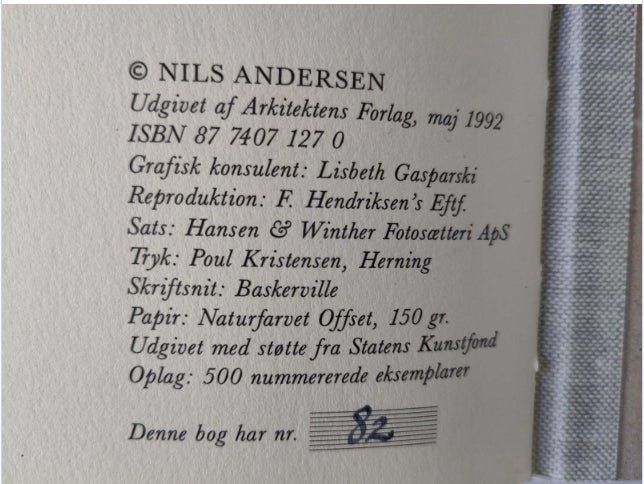 © NILS ANDERSEN
Udgivet af Arkitektens Forlag, maj 1992
ISBN 87 7407 127 0
Grafisk konsulent: Lisbeth Gasparski
Reproduktion: F. Hendriksen's Eftf.
Sats: Hansen & Winther Fotosætteri ApS
Tryk: Poul Kristensen, Herning
Skriftsnit: Baskerville
Papir: Naturfarvet Offset, 150 gr.
Udgivet med støtte fra Statens Kunstfond
Oplag: 500 nummererede eksemplarer
Denne bog har nr. 82